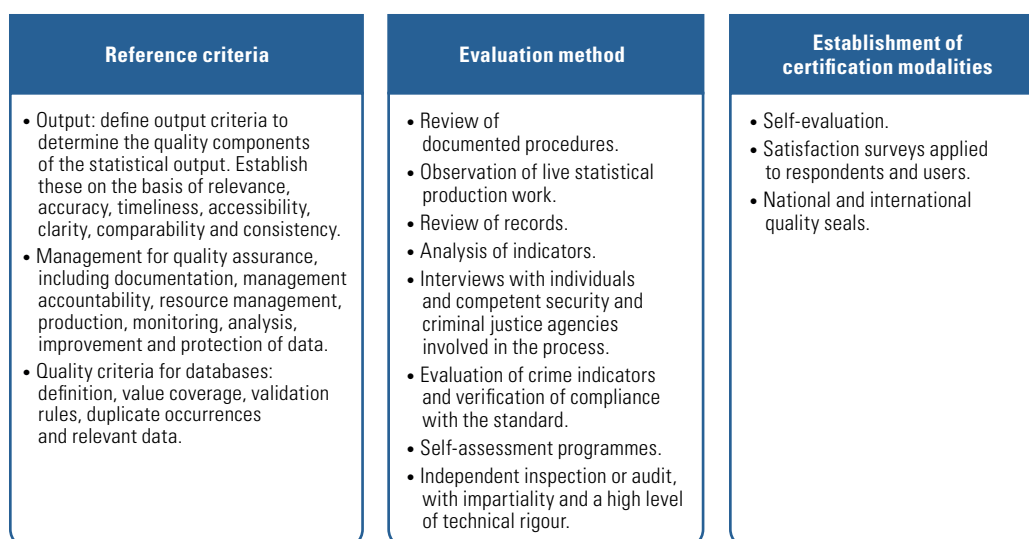 Reference criteria
• Output: define output criteria to
determine the quality components
of the statistical output. Establish
these on the basis of relevance,
accuracy, timeliness, accessibility,
clarity, comparability and consistency.
• Management for quality assurance,
including documentation, management
accountability, resource management,
production, monitoring, analysis,
improvement and protection of data.
• Quality criteria for databases:
definition, value coverage, validation
rules, duplicate occurrences
and relevant data.
Evaluation method
• Review of
documented procedures.
• Observation of live statistical
production work.
• Review of records.
• Analysis of indicators.
• Interviews with individuals
and competent security and
criminal justice agencies
involved in the process.
• Evaluation of crime indicators
and verification of compliance
with the standard.
• Self-assessment programmes.
• Independent inspection or audit,
with impartiality and a high level
of technical rigour.
Establishment of
certification modalities
• Self-evaluation.
• Satisfaction surveys applied
to respondents and users.
• National and international
quality seals.